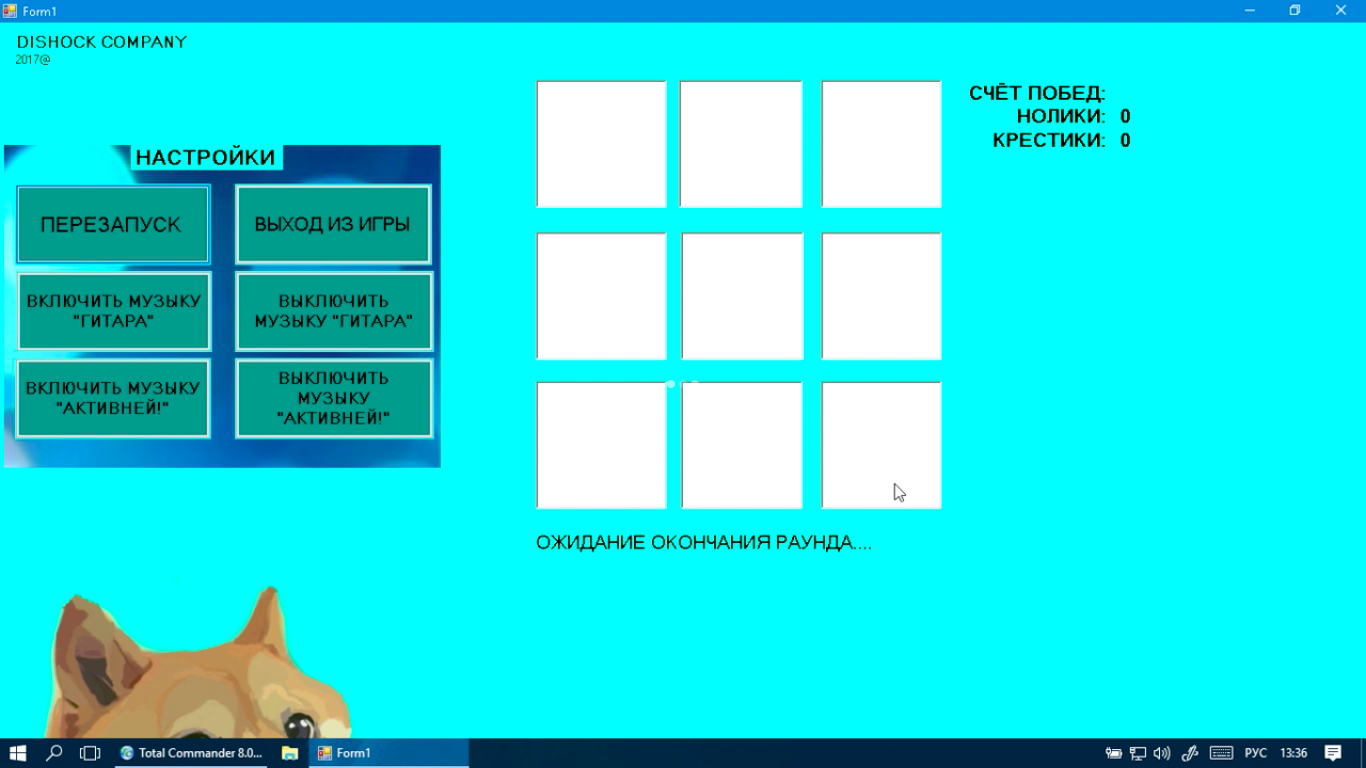 Form1
DISHOCK COMPANY
2017@
СЧЁТ ПОБЕД:
НОЛИКИ: 0
КРЕСТИКИ: 0
НАСТРОЙКИ
ПЕРЕЗАПУСК
ВЫХОД ИЗ ИГРЫ
ВКЛЮЧИТЬ МУЗЫКУ
"ГИТАРА"
ВЫКЛЮЧИТЬ
МУЗЫКУ "ГИТАРА"
ВКЛЮЧИТЬ МУЗЫКУ
"АКТИВНЕЙ!"
ВЫКЛЮЧИТЬ
МУЗЫКУ
"АКТИВНЕЙ!"
ОЖИДАНИЕ ОКОНЧАНИЯ РАУНДА....
Total Commander 8.0...
Form1
РУС
13:36